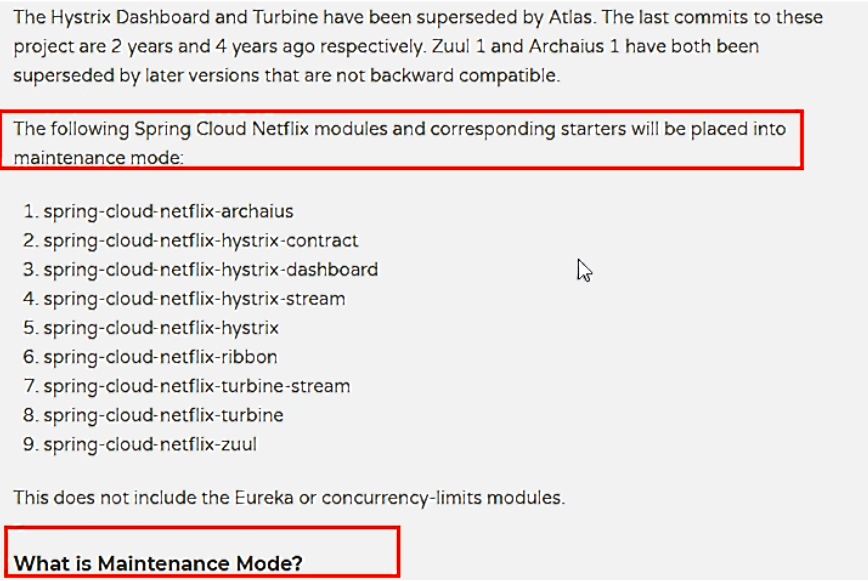 The Hystrix Dashboard and Turbine have been superseded by Atlas. The last commits to these
project are 2 years and 4 years ago respectively. Zuul 1 and Archaius 1 have both been
superseded by later versions that are not backward compatible.
The following Spring Cloud Netflix modules and corresponding starters will be placed into
maintenance mode:
1. spring-cloud-netflix-archaius
2. spring-cloud-netflix-hystrix-contract
3. spring-cloud-netflix-hystrix-dashboard
4. spring-cloud-netflix-hystrix-stream
5. spring-cloud-netflix-hystrix
6. spring-cloud-netflix-ribbon
7. spring-cloud-netflix-turbine-stream
8. spring-cloud-netflix-turbine
9. spring-cloud-netflix-zuul
This does not include the Eureka or concurrency-limits modules.
What is Maintenance Mode?